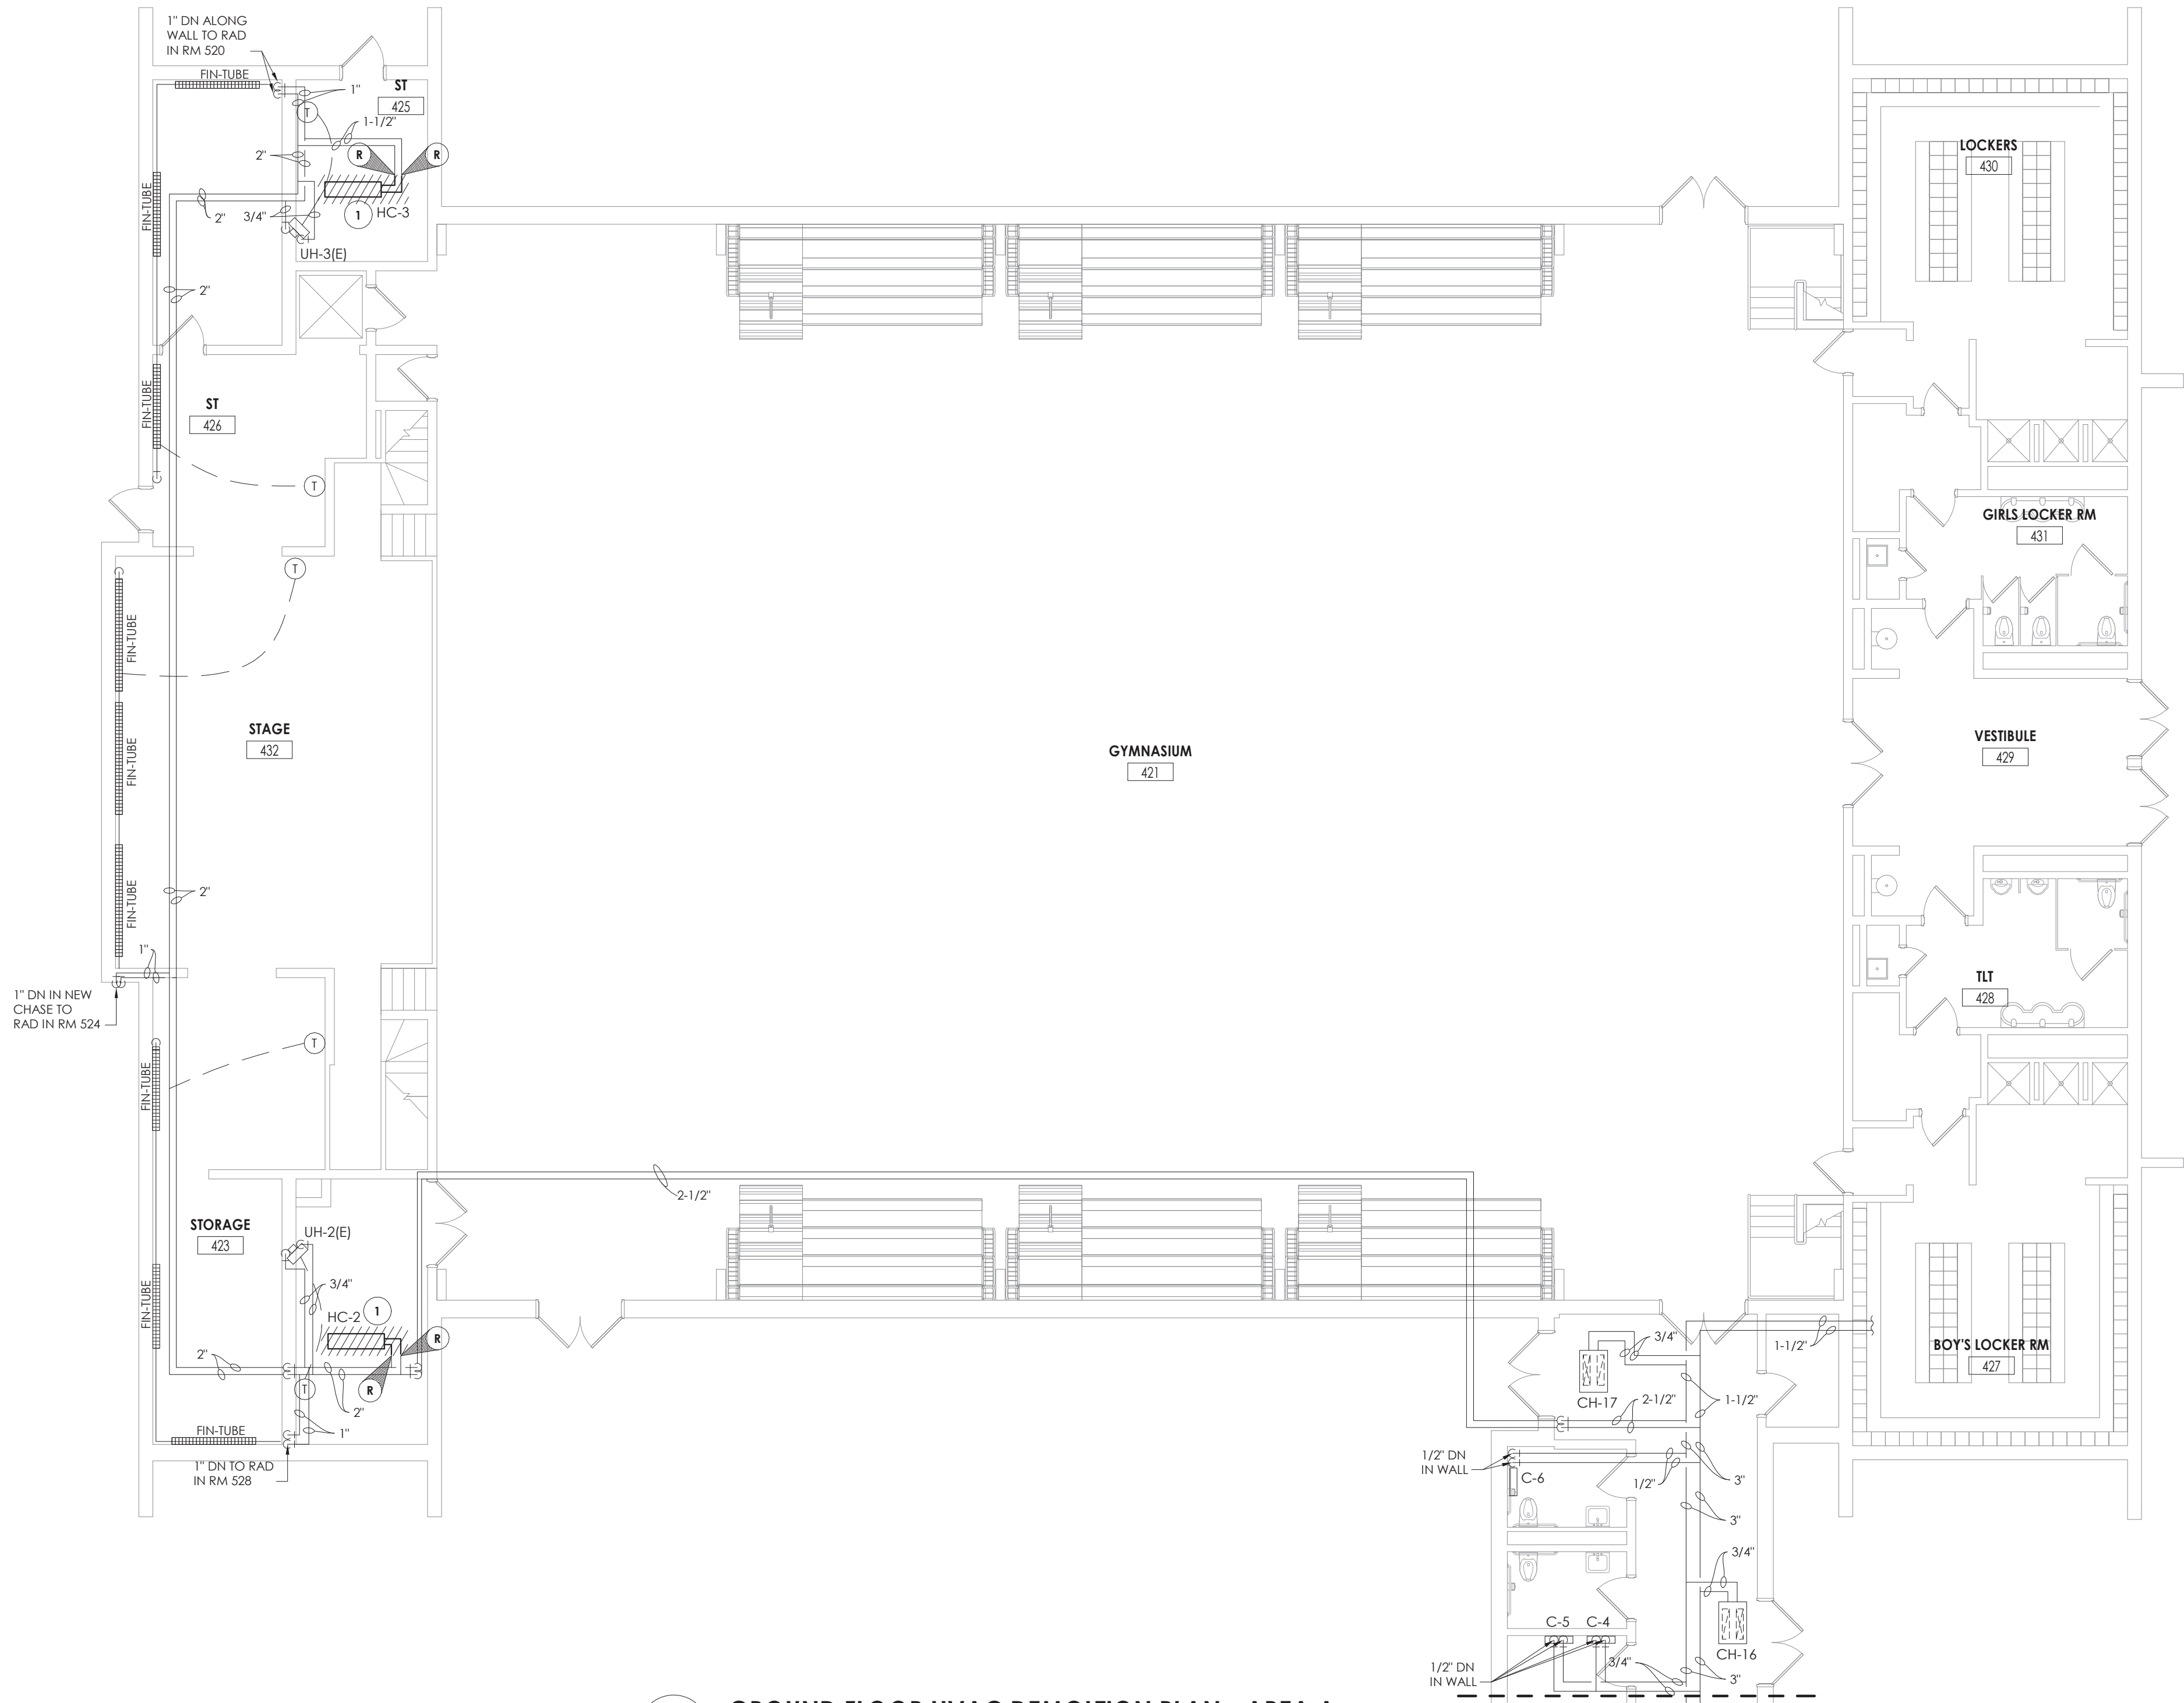 1" DN ALONG
WALL TO RAD
IN RM 520
FIN-TUBE
ST
425
1"
T
1-1/2"
R
R
2"
LOCKERS
430
FIN-TUBE
2"
3/4"
1
HC-3
UH-3(E)
2"
FIN-TUBE
ST
426
T
GIRLS LOCKER RM
431
T
FIN-TUBE
STAGE
432
FIN-TUBE
GYMNASIUM
421
VESTIBULE
429
2"
FIN-TUBE
1"
1" DN IN NEW
CHASE TO
RAD IN RM 524
TLT
428
T
FIN-TUBE
2-1/2"
STORAGE
423
UH-2(E)
3/4"
HC-2
1
R
FIN-TUBE
2"
T
R
2"
FIN-TUBE
1"
1" DN TO RAD
IN RM 528
3/4"
1-1/2"
BOY'S LOCKER RM
427
CH-17
2-1/2"
1-1/2"
1/2" DN
IN WALL
C-6
1/2"
3"
3"
3/4"
C-5
C-4
CH-16
1/2" DN
IN WALL
3/4"
3"
GROUND FLOOR HVAC DEMOLITION PLAN - AREA A